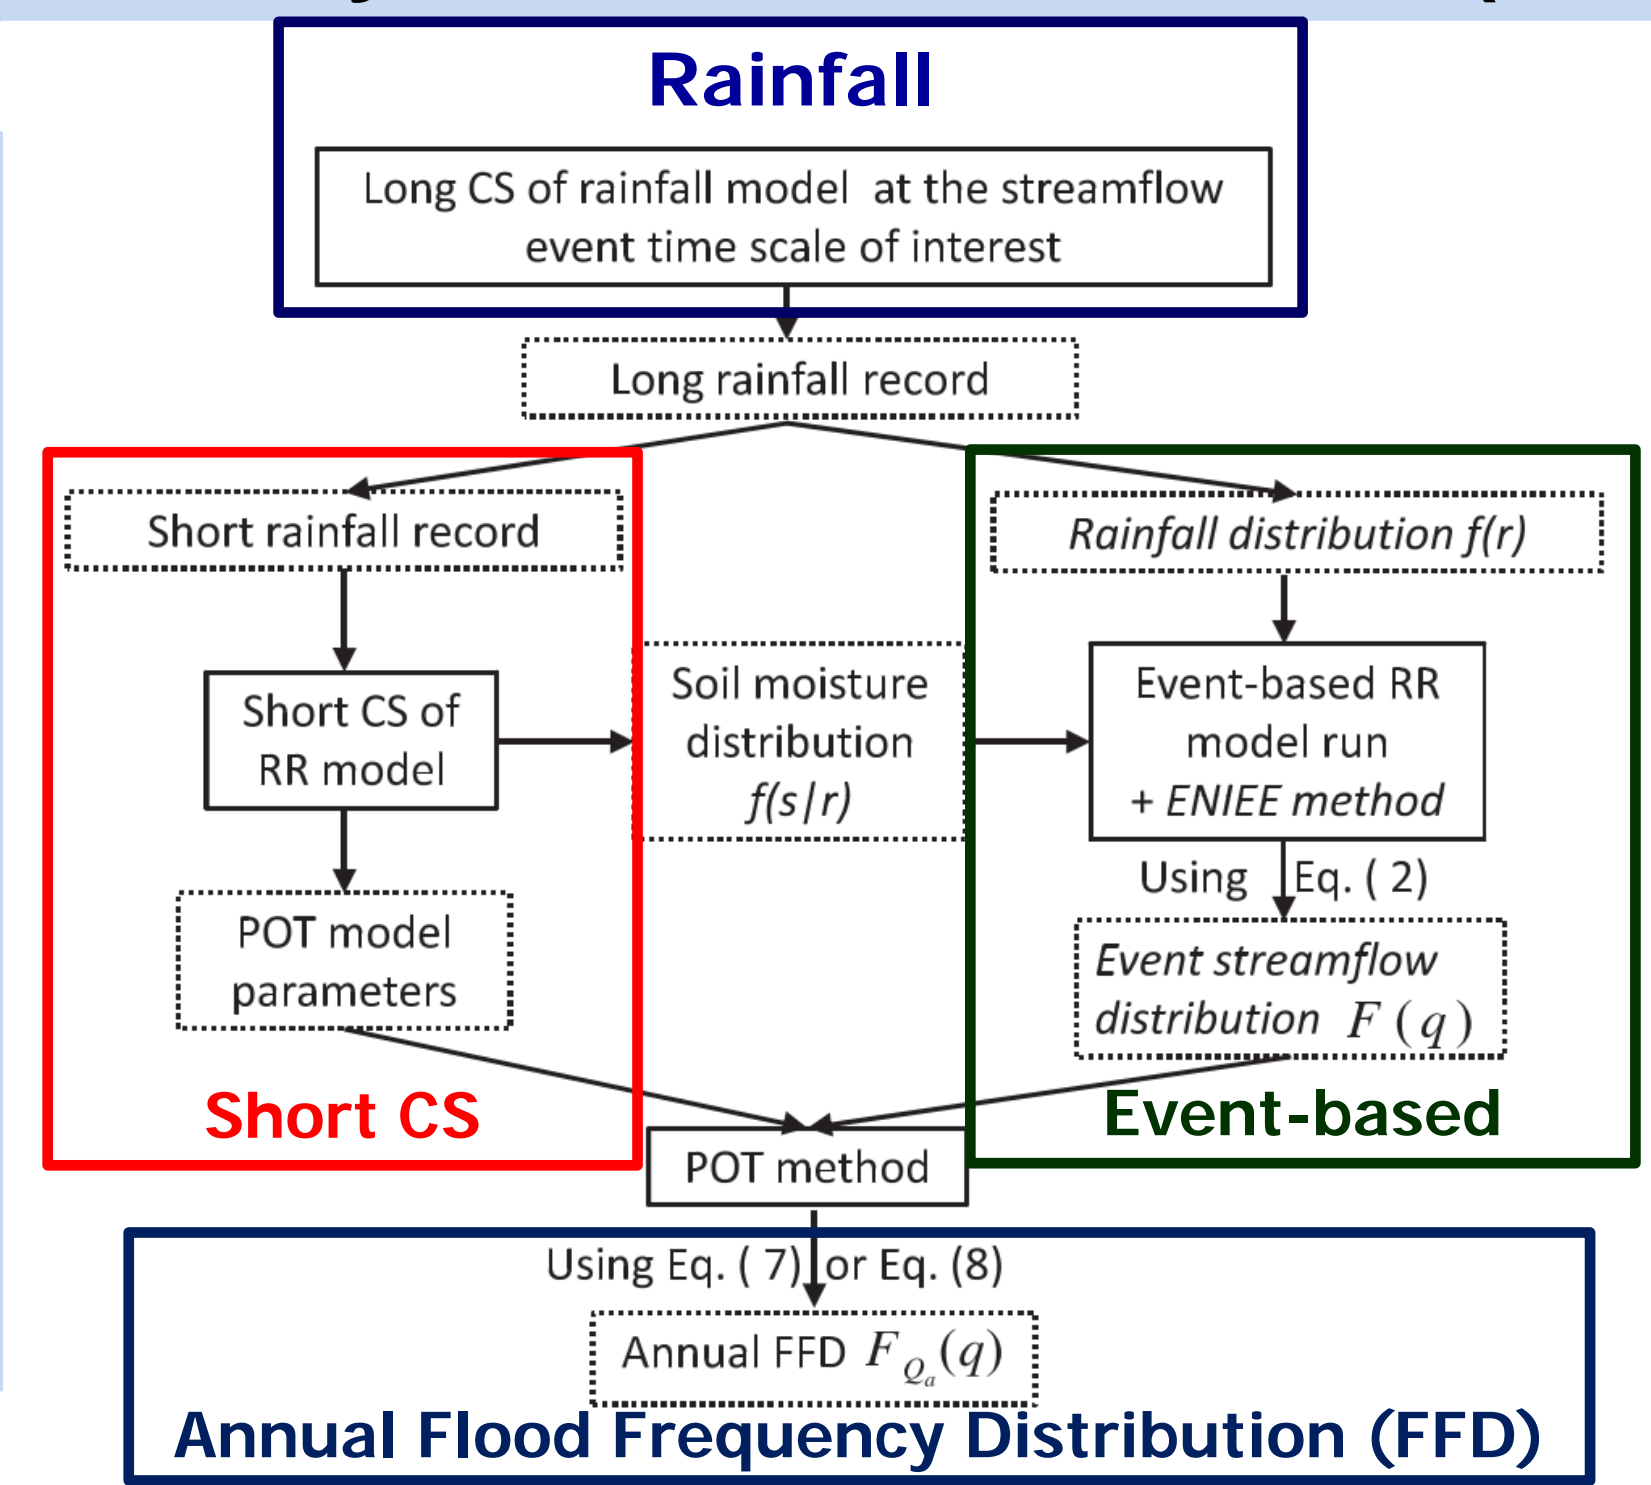 Rainfall
Long CS of rainfall model at the streamflow
event time scale of interest
Long rainfall record
Short rainfall record
Rainfall distribution f(r)
Short CS of
RR model
Soil moisture
distribution
f(s|r)
Event-based RR
model run
+ ENIEE method
Using Eq. ( 2)
POT model
parameters
Event streamflow
distribution F (q)
Short CS
Event-based
POT method
Using Eq. ( 7) or Eq. (8)
Annual FFD F_{Q_a}(q)
Annual Flood Frequency Distribution (FFD)